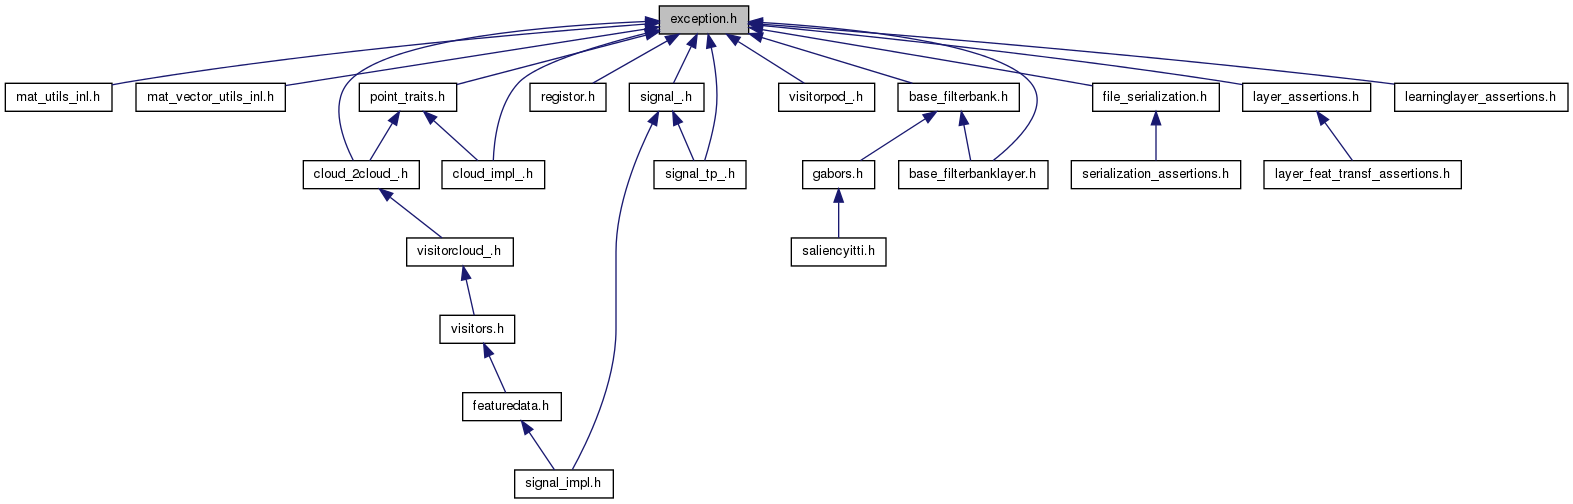 exception.h
mat_utils_inl.h
mat_vector_utils_inl.h
point_traits.h
registor.h
signal_.h
visitorpod_.h
base_filterbank.h
file_serialization.h
layer_assertions.h
learninglayer_assertions.h
cloud_2cloud_.h
cloud_impl_.h
signal_tp_.h
gabors.h
base_filterbanklayer.h
serialization_assertions.h
layer_feat_transf_assertions.h
visitorcloud_.h
saliencyitti.h
visitors.h
featuredata.h
signal_impl.h